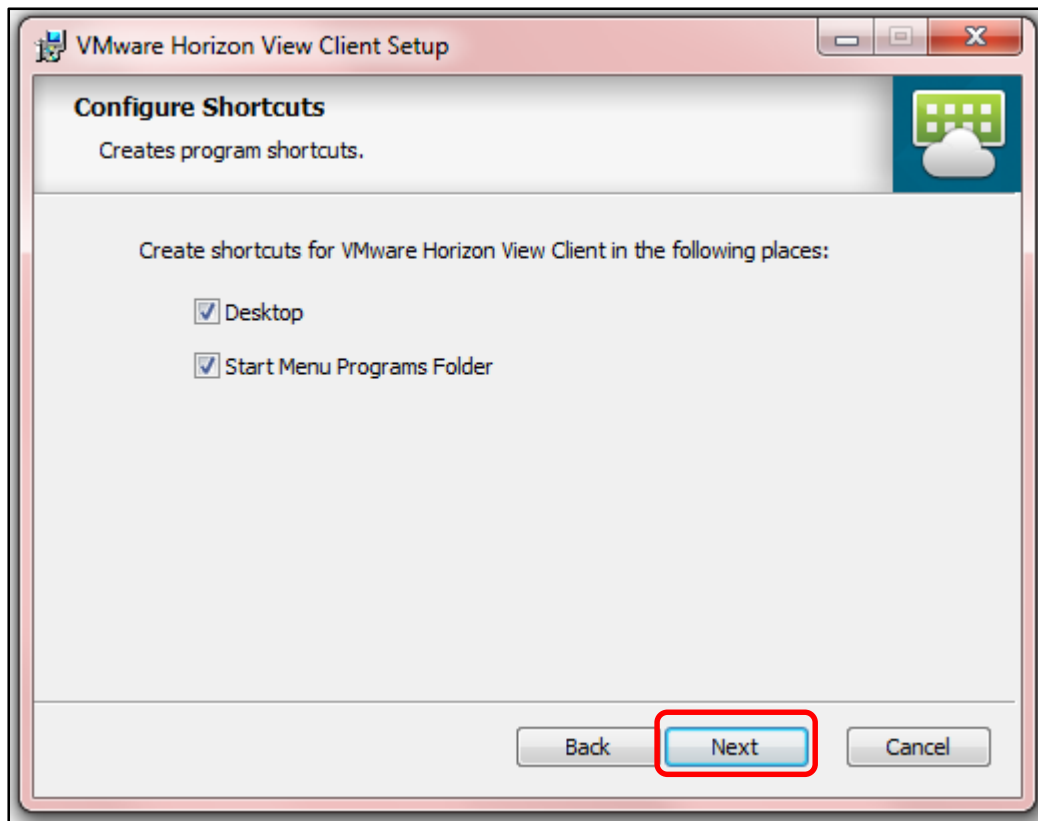 VMware Horizon View Client Setup
Configure Shortcuts
Creates program shortcuts.
Create shortcuts for VMware Horizon View Client in the following places:
Desktop
Start Menu Programs Folder
Back Next Cancel